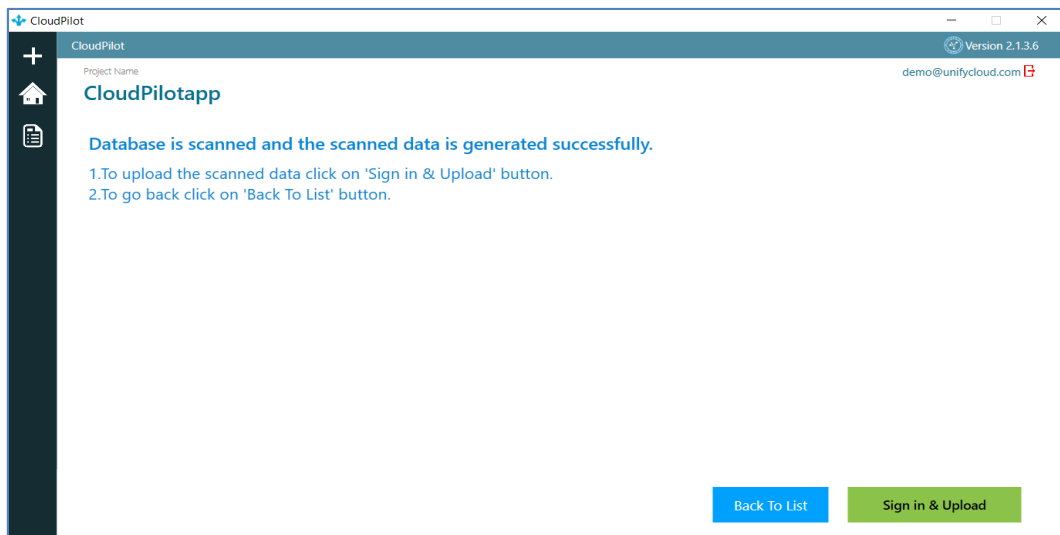 CloudPilot
CloudPilot
Version 2.1.3.6
Project Name
demo@unifycloud.com
CloudPilotapp
Database is scanned and the scanned data is generated successfully.
1.To upload the scanned data click on 'Sign in & Upload' button.
2.To go back click on 'Back To List' button.
Back To List
Sign in & Upload